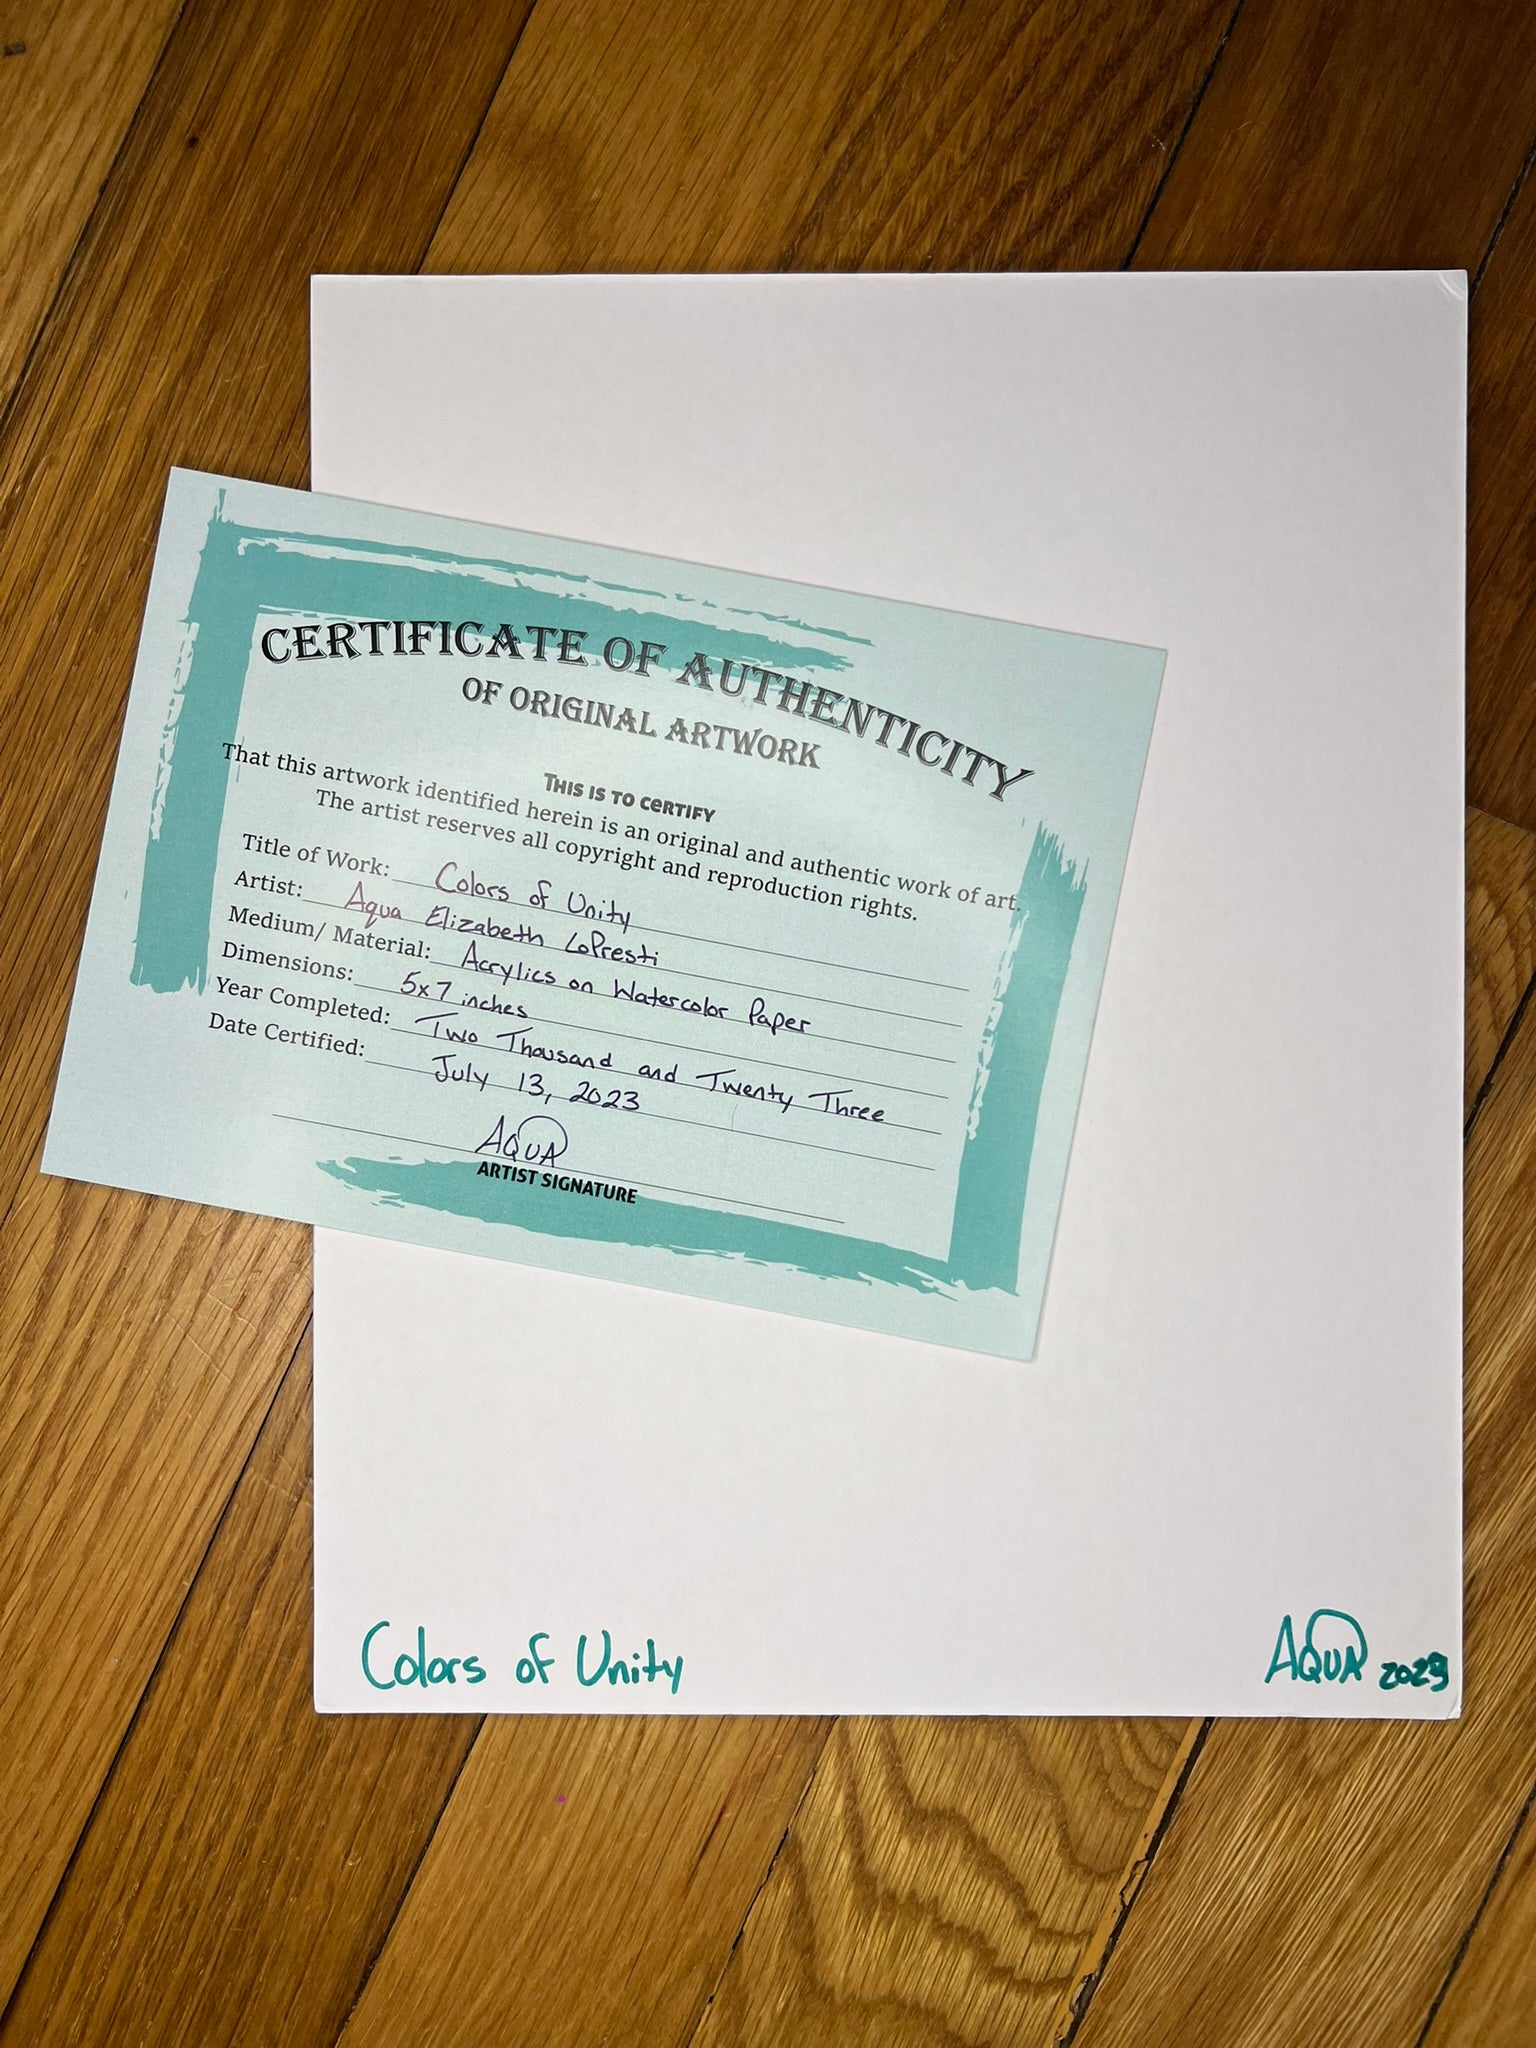 CERTIFICATE OF AUTHENTICITY
OF ORIGINAL ARTWORK
THIS IS TO CERTIFY
That this artwork identified herein is an original and authentic work of art.
The artist reserves all copyright and reproduction rights.
Title of Work: Colors of Unity
Artist: Aqua Elizabeth LoPresti
Medium/ Material: Acrylics on Watercolor Paper
Dimensions: 5x7 inches
Year Completed: Two Thousand and Twenty Three
Date Certified: July 13, 2023
AQUA
ARTIST SIGNATURE
Colors of Unity
AQUA 2023